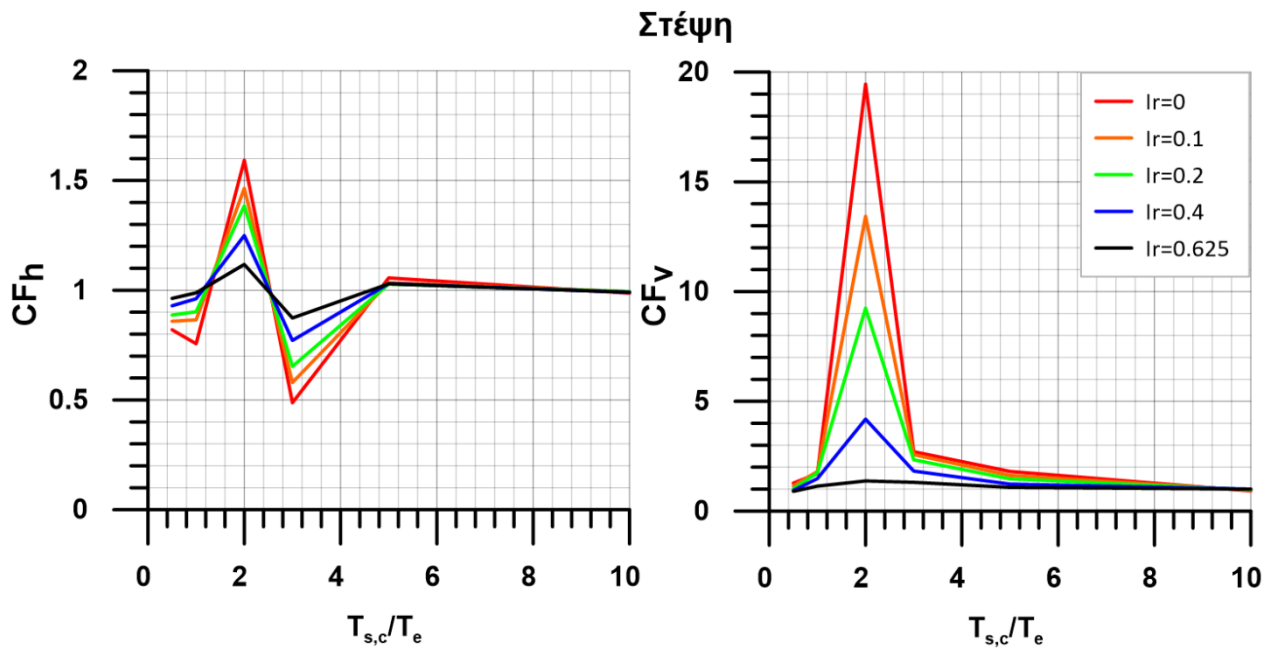 Στέψη
CFh
2
1.5
1
0.5
0
0 2 4 6 8 10
Ts,c/Te
CFv
20
15
10
5
0
0 2 4 6 8 10
Ts,c/Te
Ir=0
Ir=0.1
Ir=0.2
Ir=0.4
Ir=0.625